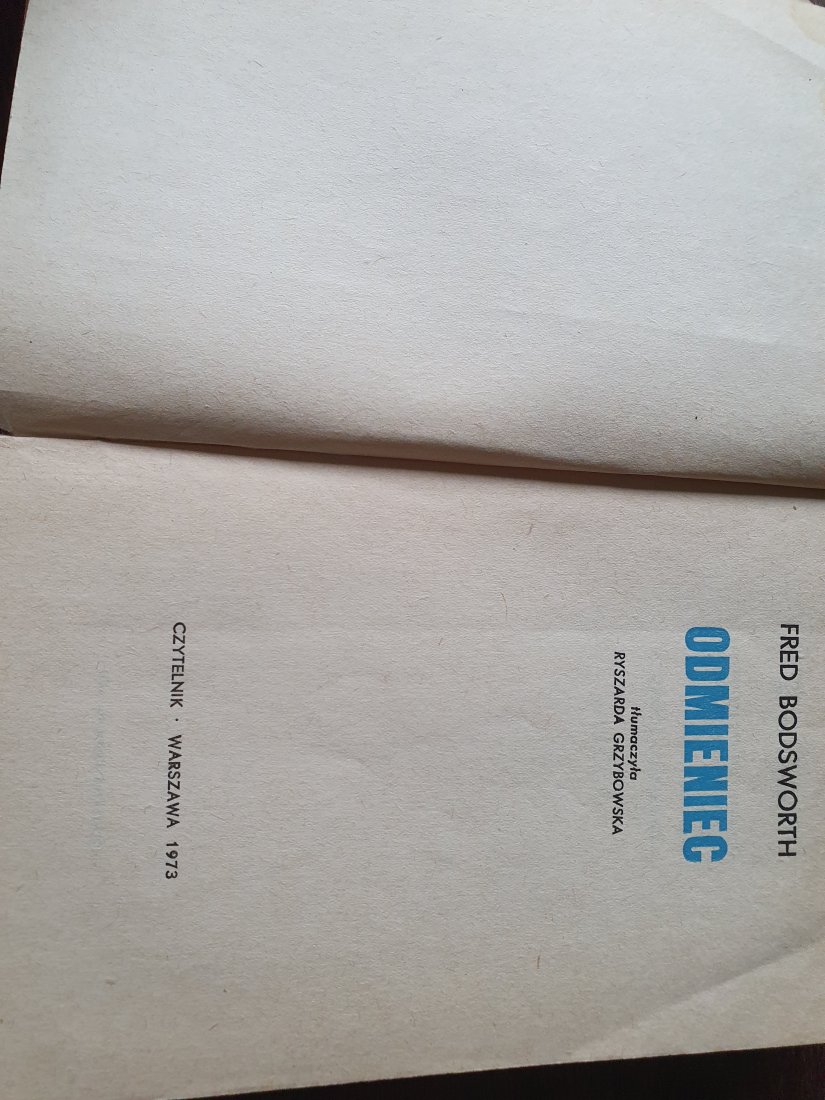 FRED BODSWORTH
ODMIENIEC
tłumaczyła
RYSZARDA GRZYBOWSKA
CZYTELNIK · WARSZAWA 1973